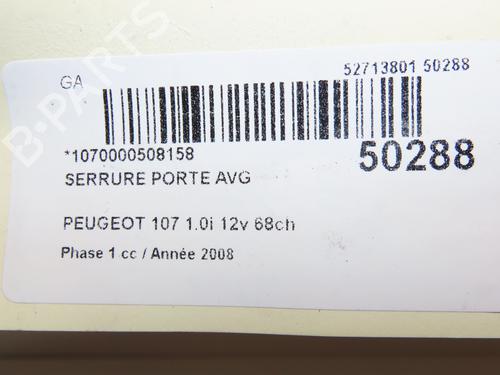 GA
52713801 50288
*1070000508158
50288
SERRURE PORTE AVG
PEUGEOT 107 1.0i 12v 68ch
Phase 1 cc / Année 2008
B-PARTS